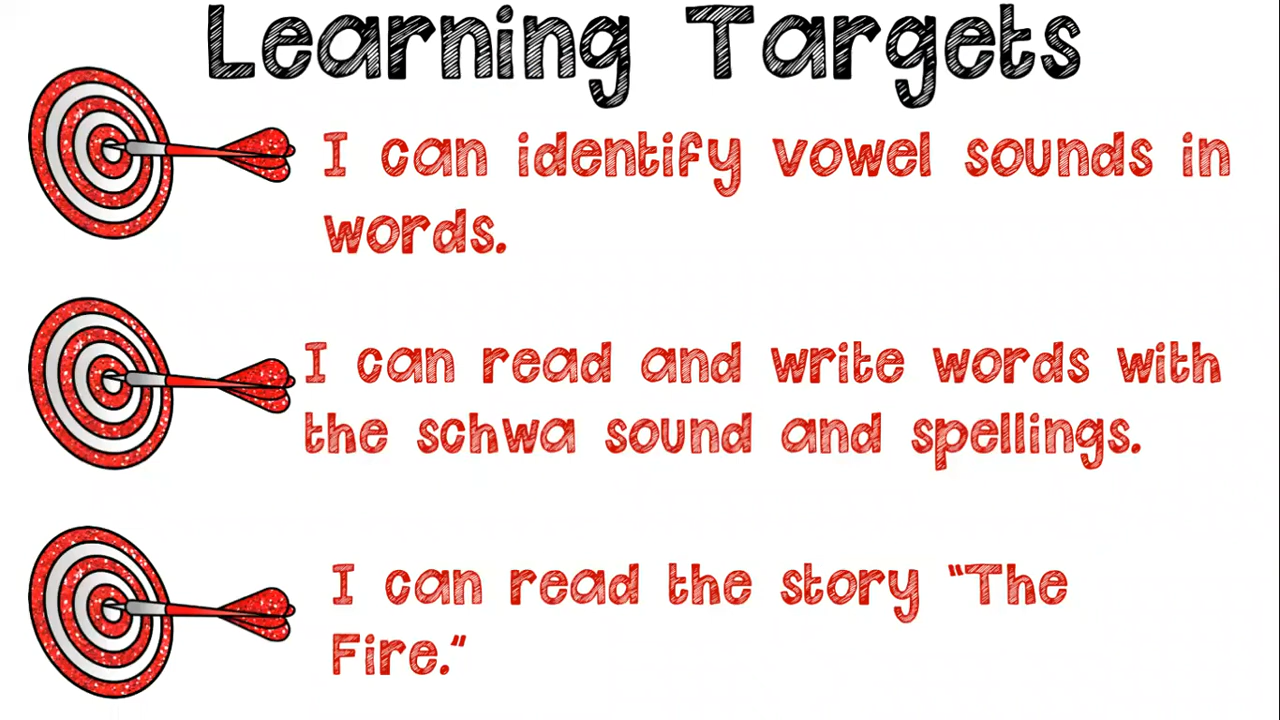 Learning Targets
I can identify vowel sounds in
words.
I can read and write words with
the schwa sound and spellings.
I can read the story "The
Fire."